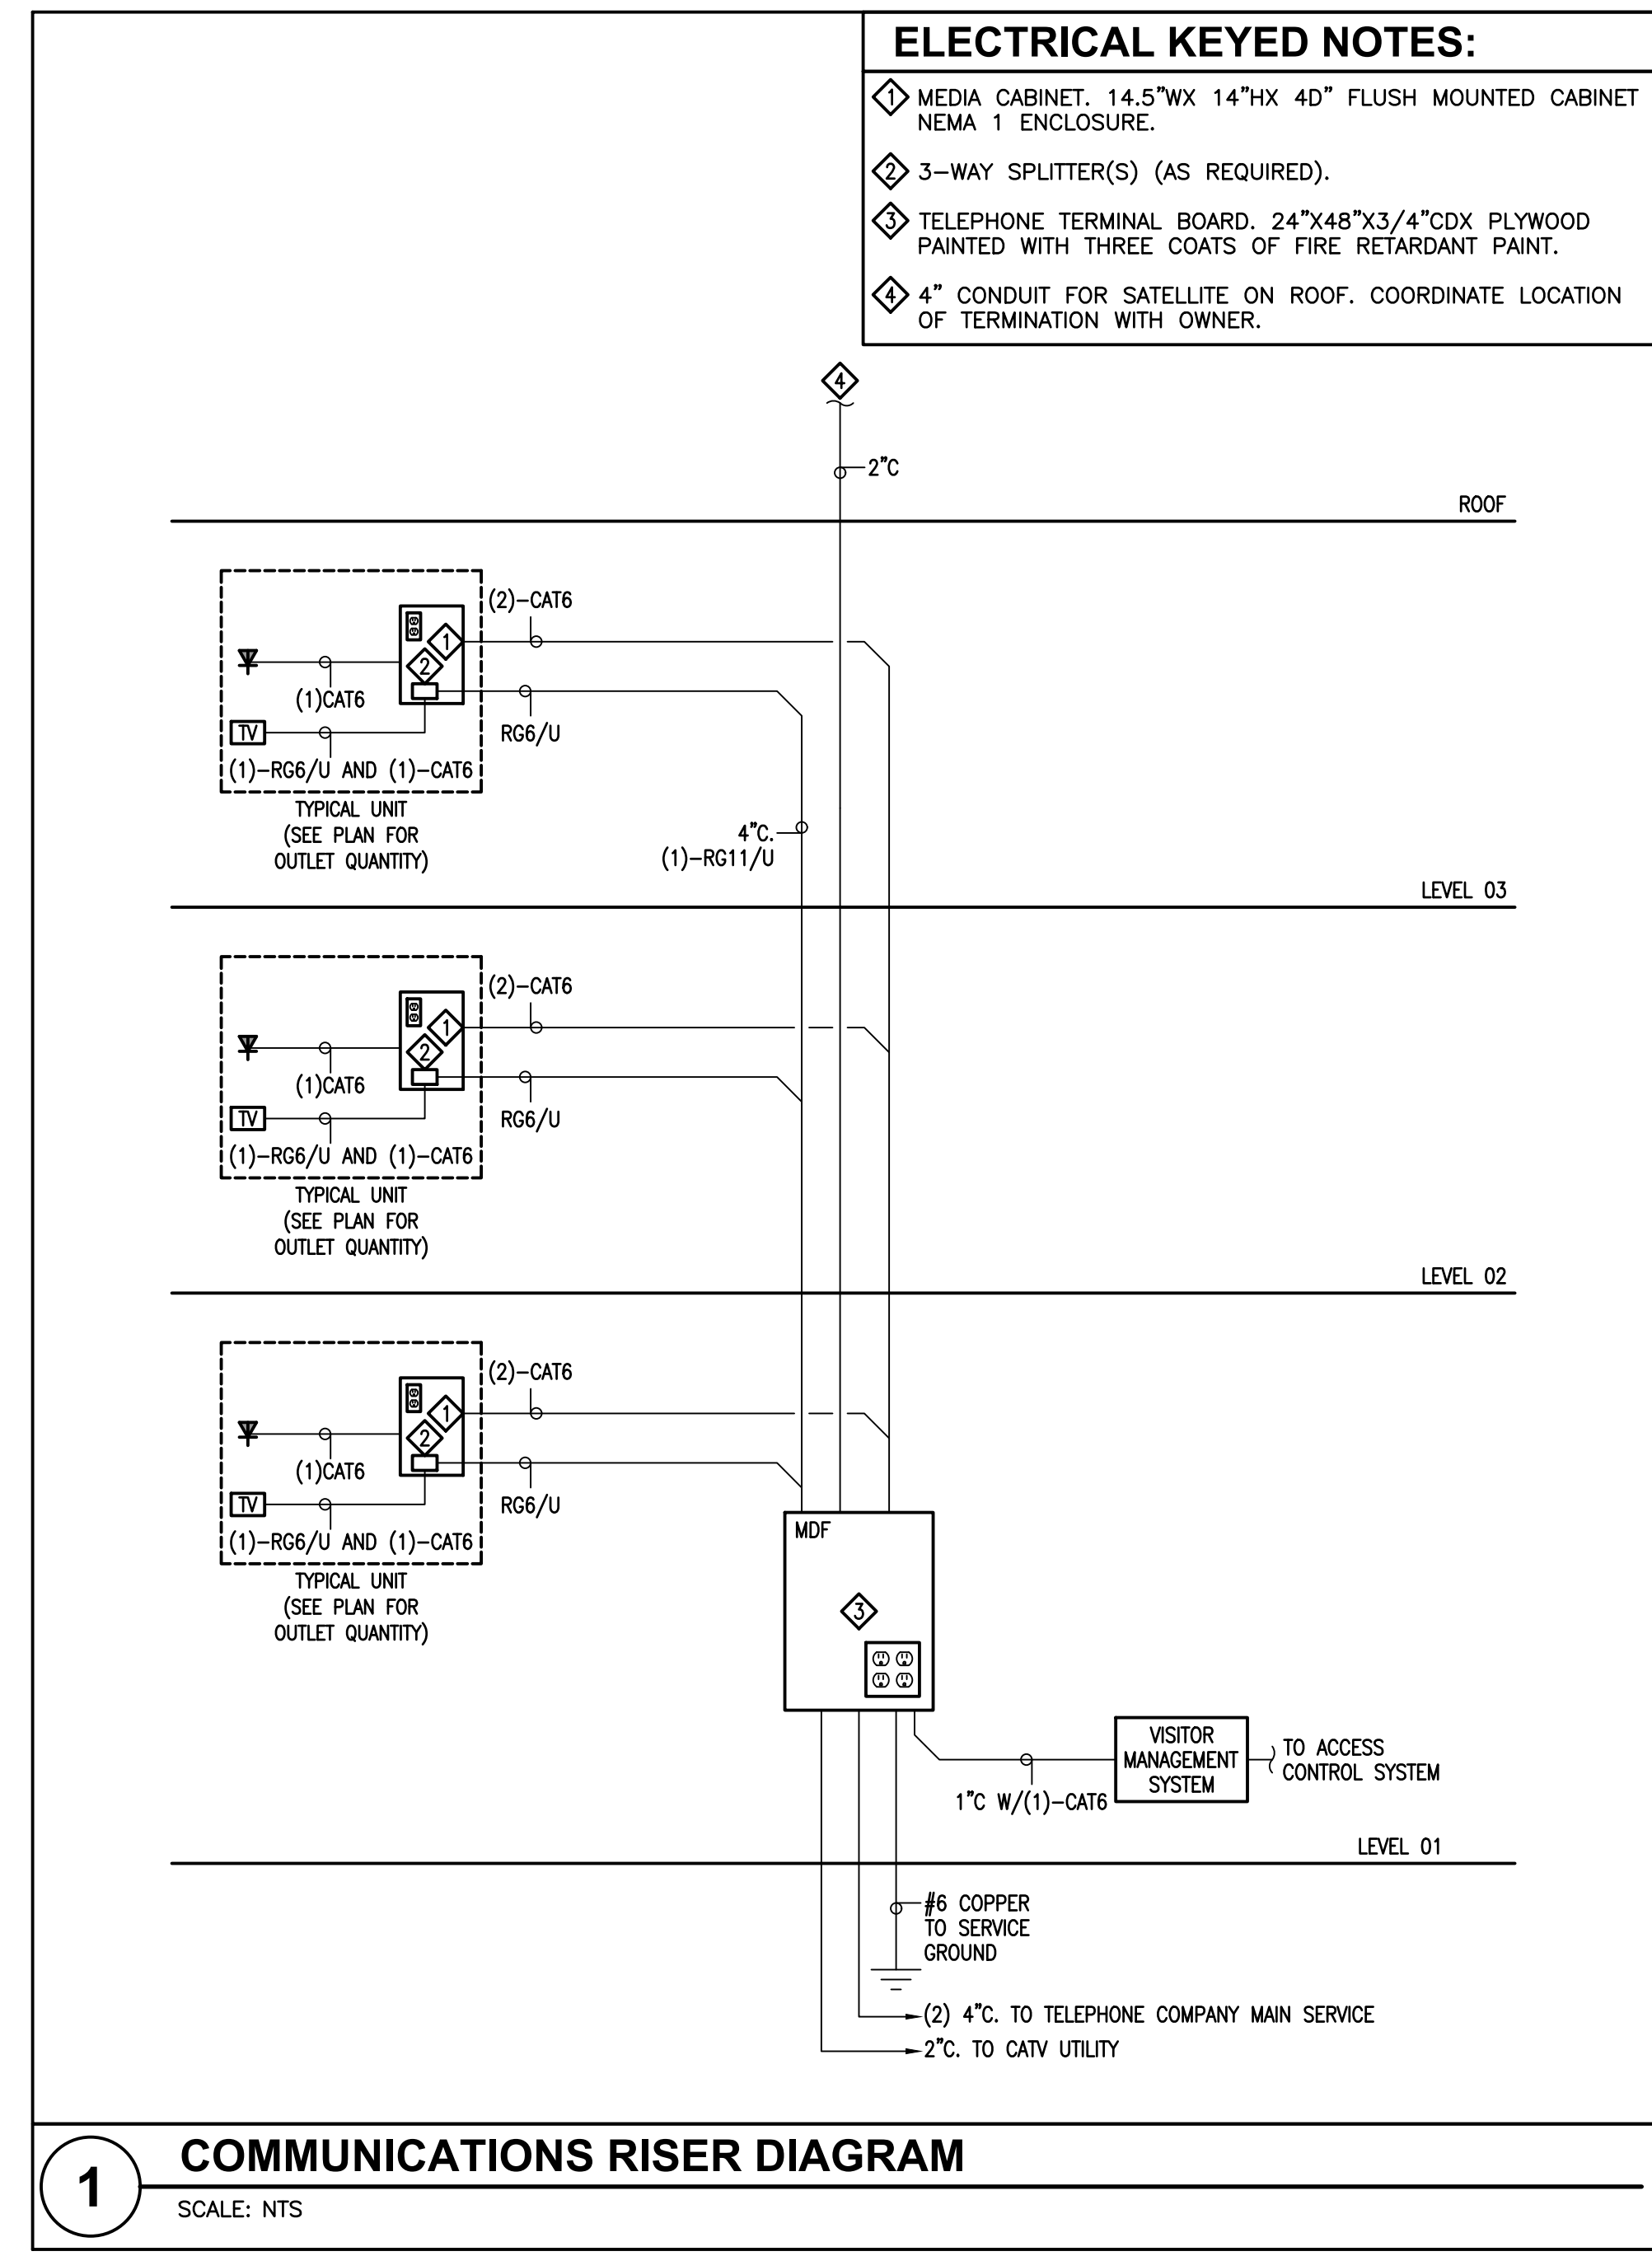 ELECTRICAL KEYED NOTES:
1 MEDIA CABINET. 14.5"WX 14"HX 4D" FLUSH MOUNTED CABINET
NEMA 1 ENCLOSURE.
2 3-WAY SPLITTER(S) (AS REQUIRED).
3 TELEPHONE TERMINAL BOARD. 24"X48"X3/4"CDX PLYWOOD
PAINTED WITH THREE COATS OF FIRE RETARDANT PAINT.
4 4" CONDUIT FOR SATELLITE ON ROOF. COORDINATE LOCATION
OF TERMINATION WITH OWNER.
4
2"C
ROOF
(2)-CAT6
1
2
(1)CAT6
RG6/U
TV
(1)-RG6/U AND (1)-CAT6
TYPICAL UNIT
(SEE PLAN FOR
OUTLET QUANTITY)
4"C.
(1)-RG11/U
LEVEL 03
(2)-CAT6
1
2
(1)CAT6
RG6/U
TV
(1)-RG6/U AND (1)-CAT6
TYPICAL UNIT
(SEE PLAN FOR
OUTLET QUANTITY)
LEVEL 02
(2)-CAT6
1
2
(1)CAT6
RG6/U
TV
(1)-RG6/U AND (1)-CAT6
TYPICAL UNIT
(SEE PLAN FOR
OUTLET QUANTITY)
MDF
3
VISITOR
MANAGEMENT
SYSTEM
TO ACCESS
CONTROL SYSTEM
1"C W/(1)-CAT6
LEVEL 01
#6 COPPER
TO SERVICE
GROUND
(2) 4"C. TO TELEPHONE COMPANY MAIN SERVICE
2"C. TO CATV UTILITY
1
COMMUNICATIONS RISER DIAGRAM
SCALE: NTS